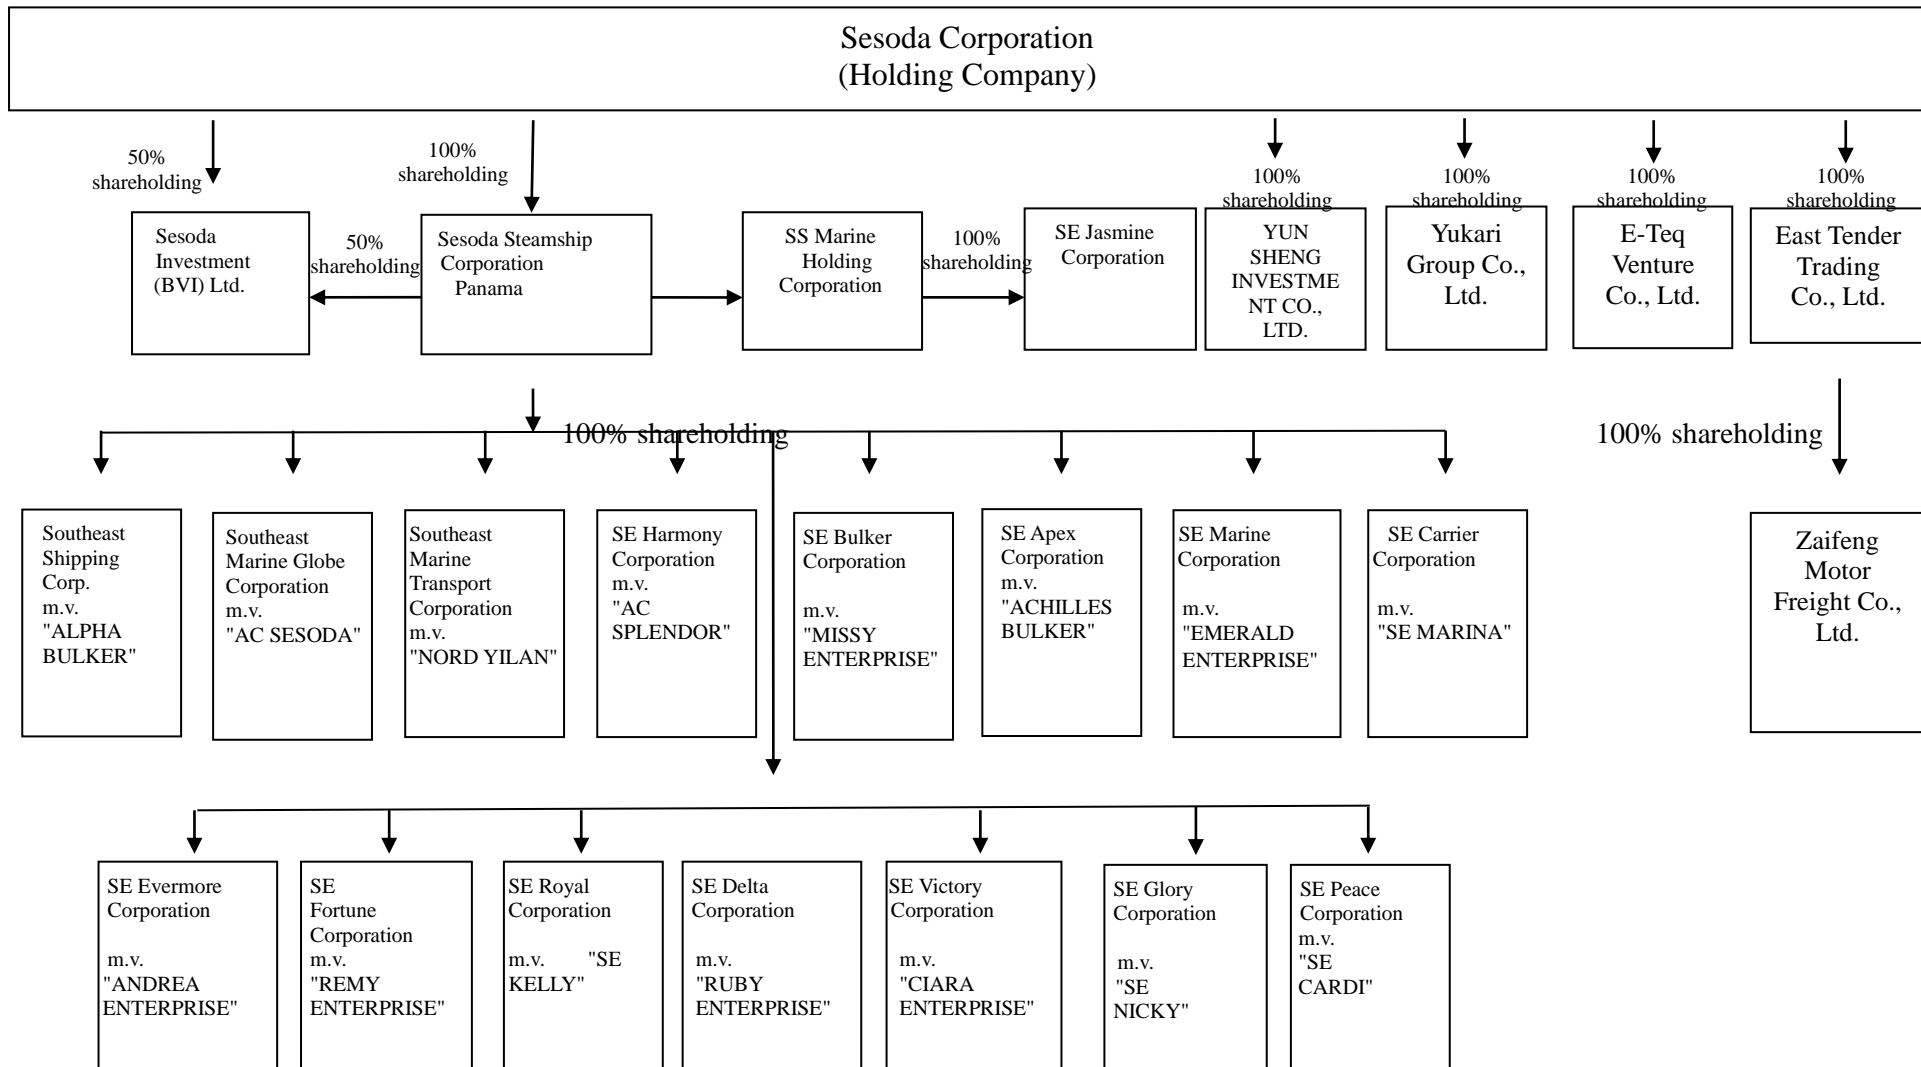 Sesoda Corporation
(Holding Company)
50%
shareholding
100%
shareholding
100%
shareholding
100%
shareholding
100%
shareholding
100%
shareholding
Sesoda
Investment
(BVI) Ltd.
50%
shareholding
Sesoda Steamship
Corporation
Panama
SS Marine
Holding
Corporation
100%
shareholding
SE Jasmine
Corporation
YUN
SHENG
INVESTME
NT CO.,
LTD.
Yukari
Group Co.,
Ltd.
E-Teq
Venture
Co., Ltd.
East Tender
Trading
Co., Ltd.
100% shareholding
100% shareholding
Southeast
Shipping
Corp.
m.v.
"ALPHA
BULKER"
Southeast
Marine Globe
Corporation
m.v.
"AC SESODA"
Southeast
Marine
Transport
Corporation
m.v.
"NORD YILAN"
SE Harmony
Corporation
m.v.
"AC
SPLENDOR"
SE Bulker
Corporation
m.v.
"MISSY
ENTERPRISE"
SE Apex
Corporation
m.v.
"ACHILLES
BULKER"
SE Marine
Corporation
m.v.
"EMERALD
ENTERPRISE"
SE Carrier
Corporation
m.v.
"SE MARINA"
Zaifeng
Motor
Freight Co.,
Ltd.
SE Evermore
Corporation
m.v.
"ANDREA
ENTERPRISE"
SE
Fortune
Corporation
m.v.
"REMY
ENTERPRISE"
SE Royal
Corporation
m.v. "SE
KELLY"
SE Delta
Corporation
m.v.
"RUBY
ENTERPRISE"
SE Victory
Corporation
m.v.
"CIARA
ENTERPRISE"
SE Glory
Corporation
m.v.
"SE
NICKY"
SE Peace
Corporation
m.v.
"SE
CARDI"